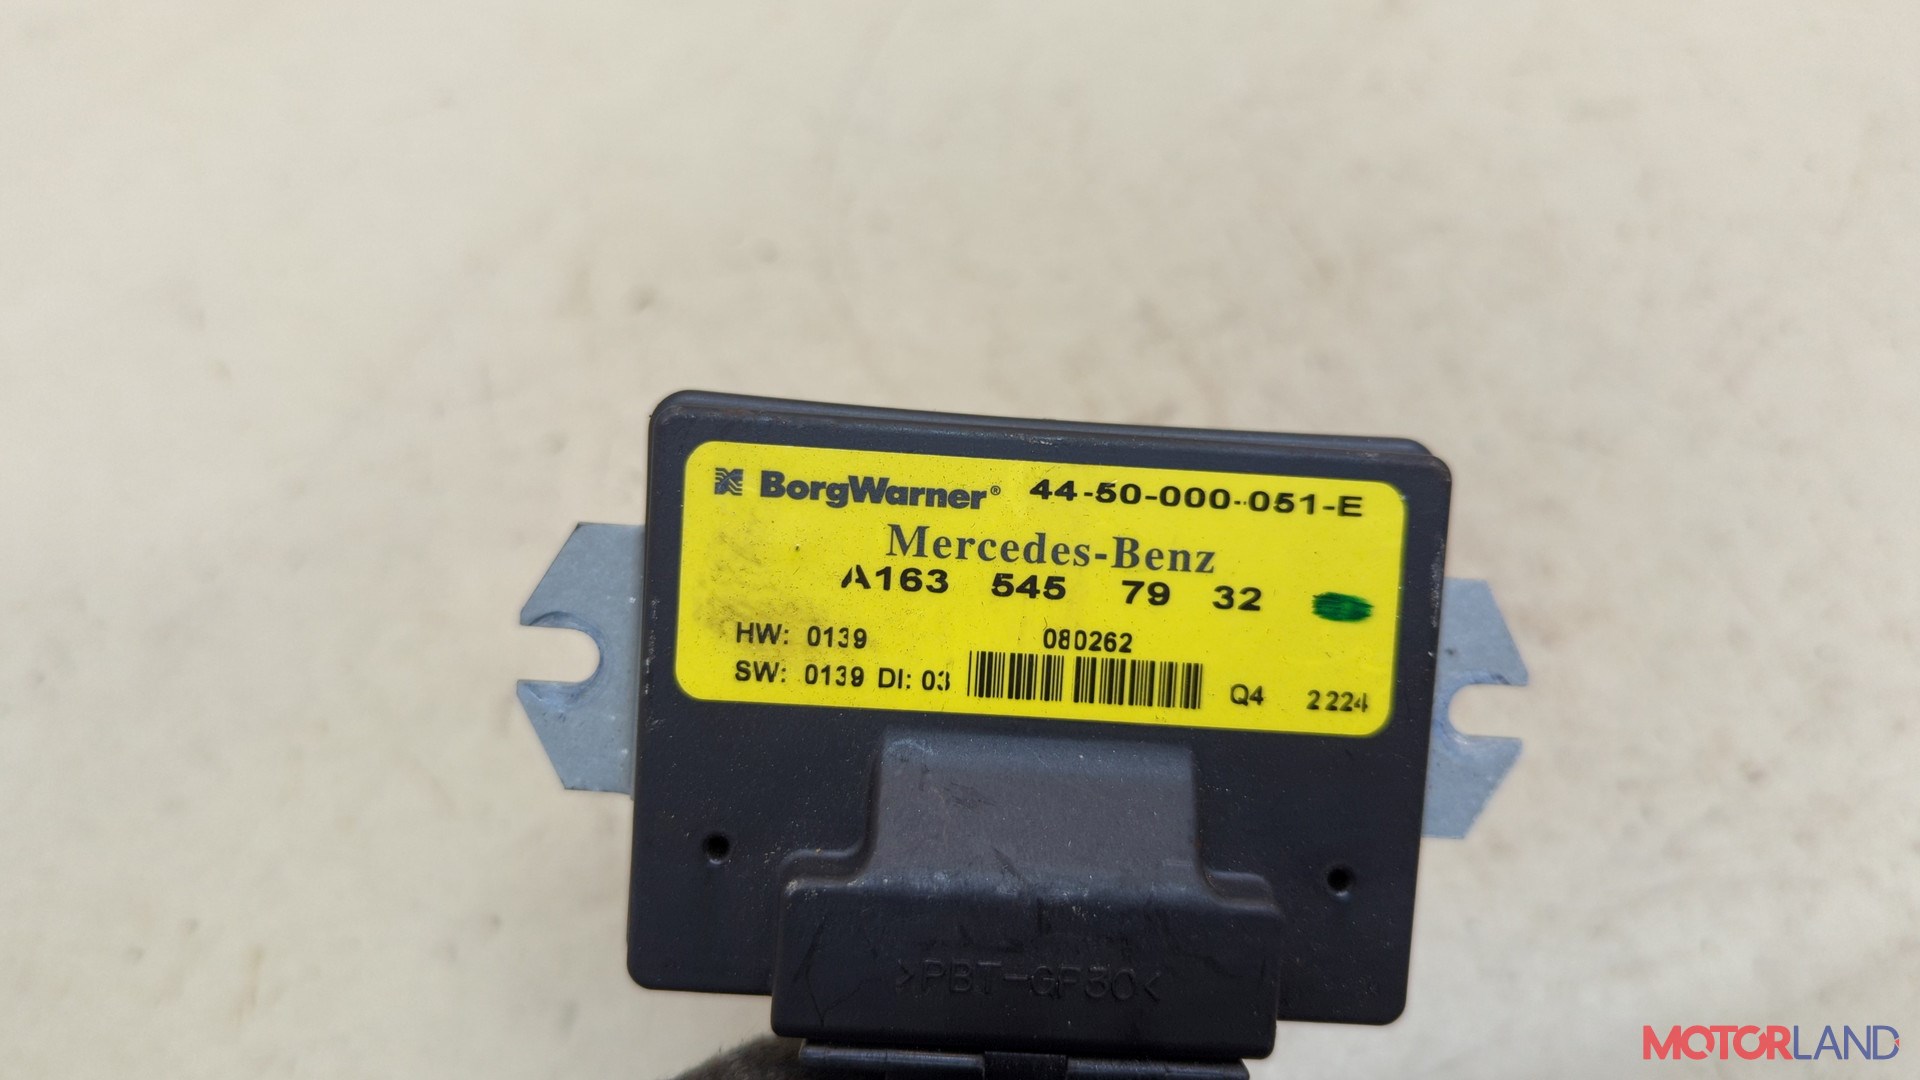 BorgWarner® 44-50-000-051-E
Mercedes-Benz
A163 545 79 32
HW: 0139 080262
SW: 0139 DI: 03 Q4 2224
>PBT-GF30<
MOTORLAND